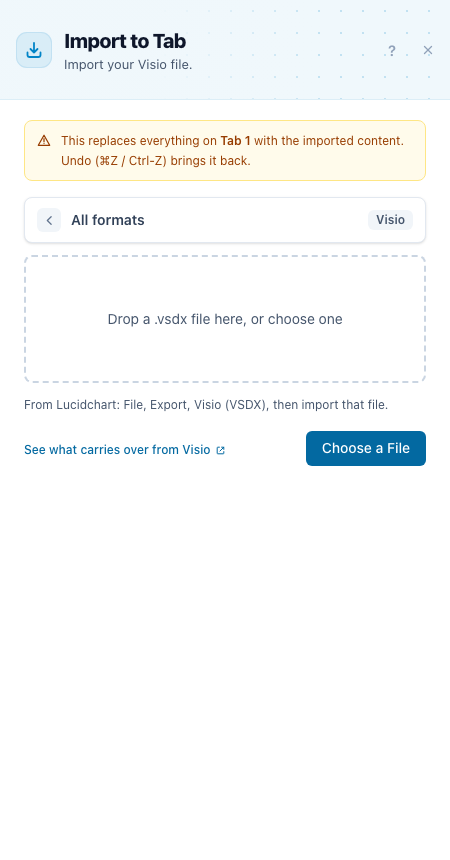 Import to Tab
Import your Visio file.
?
This replaces everything on Tab 1 with the imported content.
Undo (⌘Z / Ctrl-Z) brings it back.
All formats
Visio
Drop a .vsdx file here, or choose one
From Lucidchart: File, Export, Visio (VSDX), then import that file.
See what carries over from Visio
Choose a File